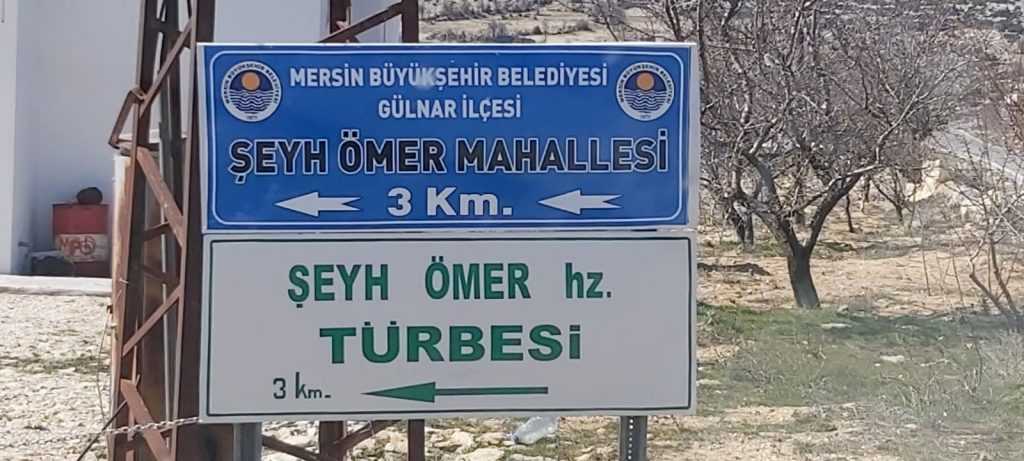 MERSİN BÜYÜKŞEHİR BELEDİYESİ
GÜLNAR İLÇESİ
ŞEYH ÖMER MAHALLESİ
3 Km.
ŞEYH ÖMER hz.
TÜRBESİ
3 km.